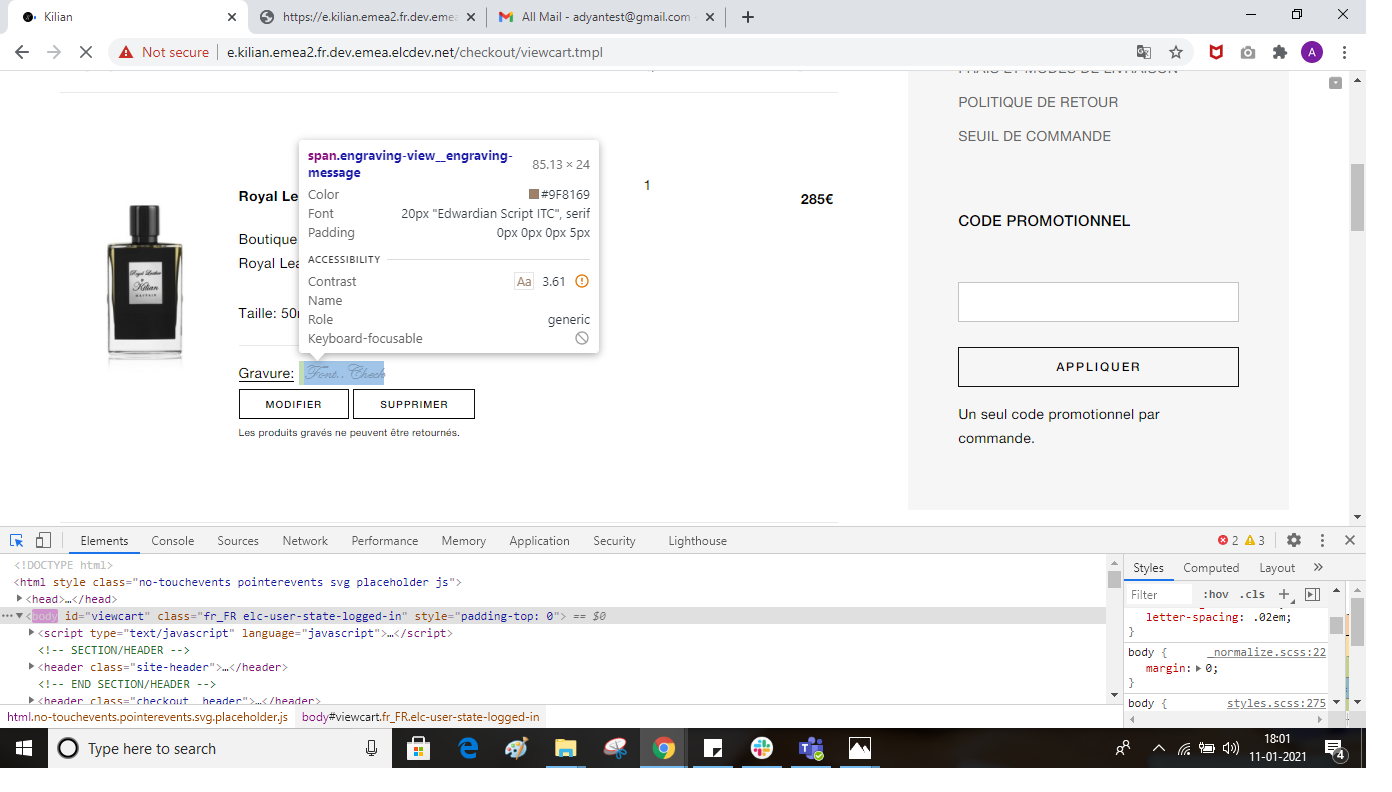 Kilian
https://e.kilian.emea2.fr.dev.emea
All Mail - adyantest@gmail.com
Not secure
e.kilian.emea2.fr.dev.emea.elcdev.net/checkout/viewcart.tmpl
A
FRAIS ET MODES DE LIVRAISON
POLITIQUE DE RETOUR
SEUIL DE COMMANDE
span.engraving-view__engraving-
message
85.13 × 24
Color #9F8169
Font 20px "Edwardian Script ITC", serif
Padding 0px 0px 0px 5px
ACCESSIBILITY
Contrast Aa 3.61
Name
Role generic
Keyboard-focusable
Royal Le
1
285€
Boutique
Royal Lea
Taille: 50
Royal Leather
Kilian
Gravure: Font.. Check
MODIFIER SUPPRIMER
Les produits gravés ne peuvent être retournés.
CODE PROMOTIONNEL
APPLIQUER
Un seul code promotionnel par
commande.
Elements Console Sources Network Performance Memory Application Security Lighthouse 2 3
<!DOCTYPE html>
<html style class="no-touchevents pointerevents svg placeholder js">
<head>…</head>
<body id="viewcart" class="fr_FR elc-user-state-logged-in" style="padding-top: 0"> == $0
<script type="text/javascript" language="javascript">…</script>
<!-- SECTION/HEADER -->
<header class="site-header">…</header>
<!-- END SECTION/HEADER -->
<header class="checkout__header">…</header>
html.no-touchevents.pointerevents.svg.placeholder.js body#viewcart.fr_FR.elc-user-state-logged-in
Styles Computed Layout »
Filter :hov .cls +
letter-spacing: .02em;
}
body { _normalize.scss:22
margin: 0;
}
body { styles.scss:275
Type here to search
18:01
11-01-2021
4